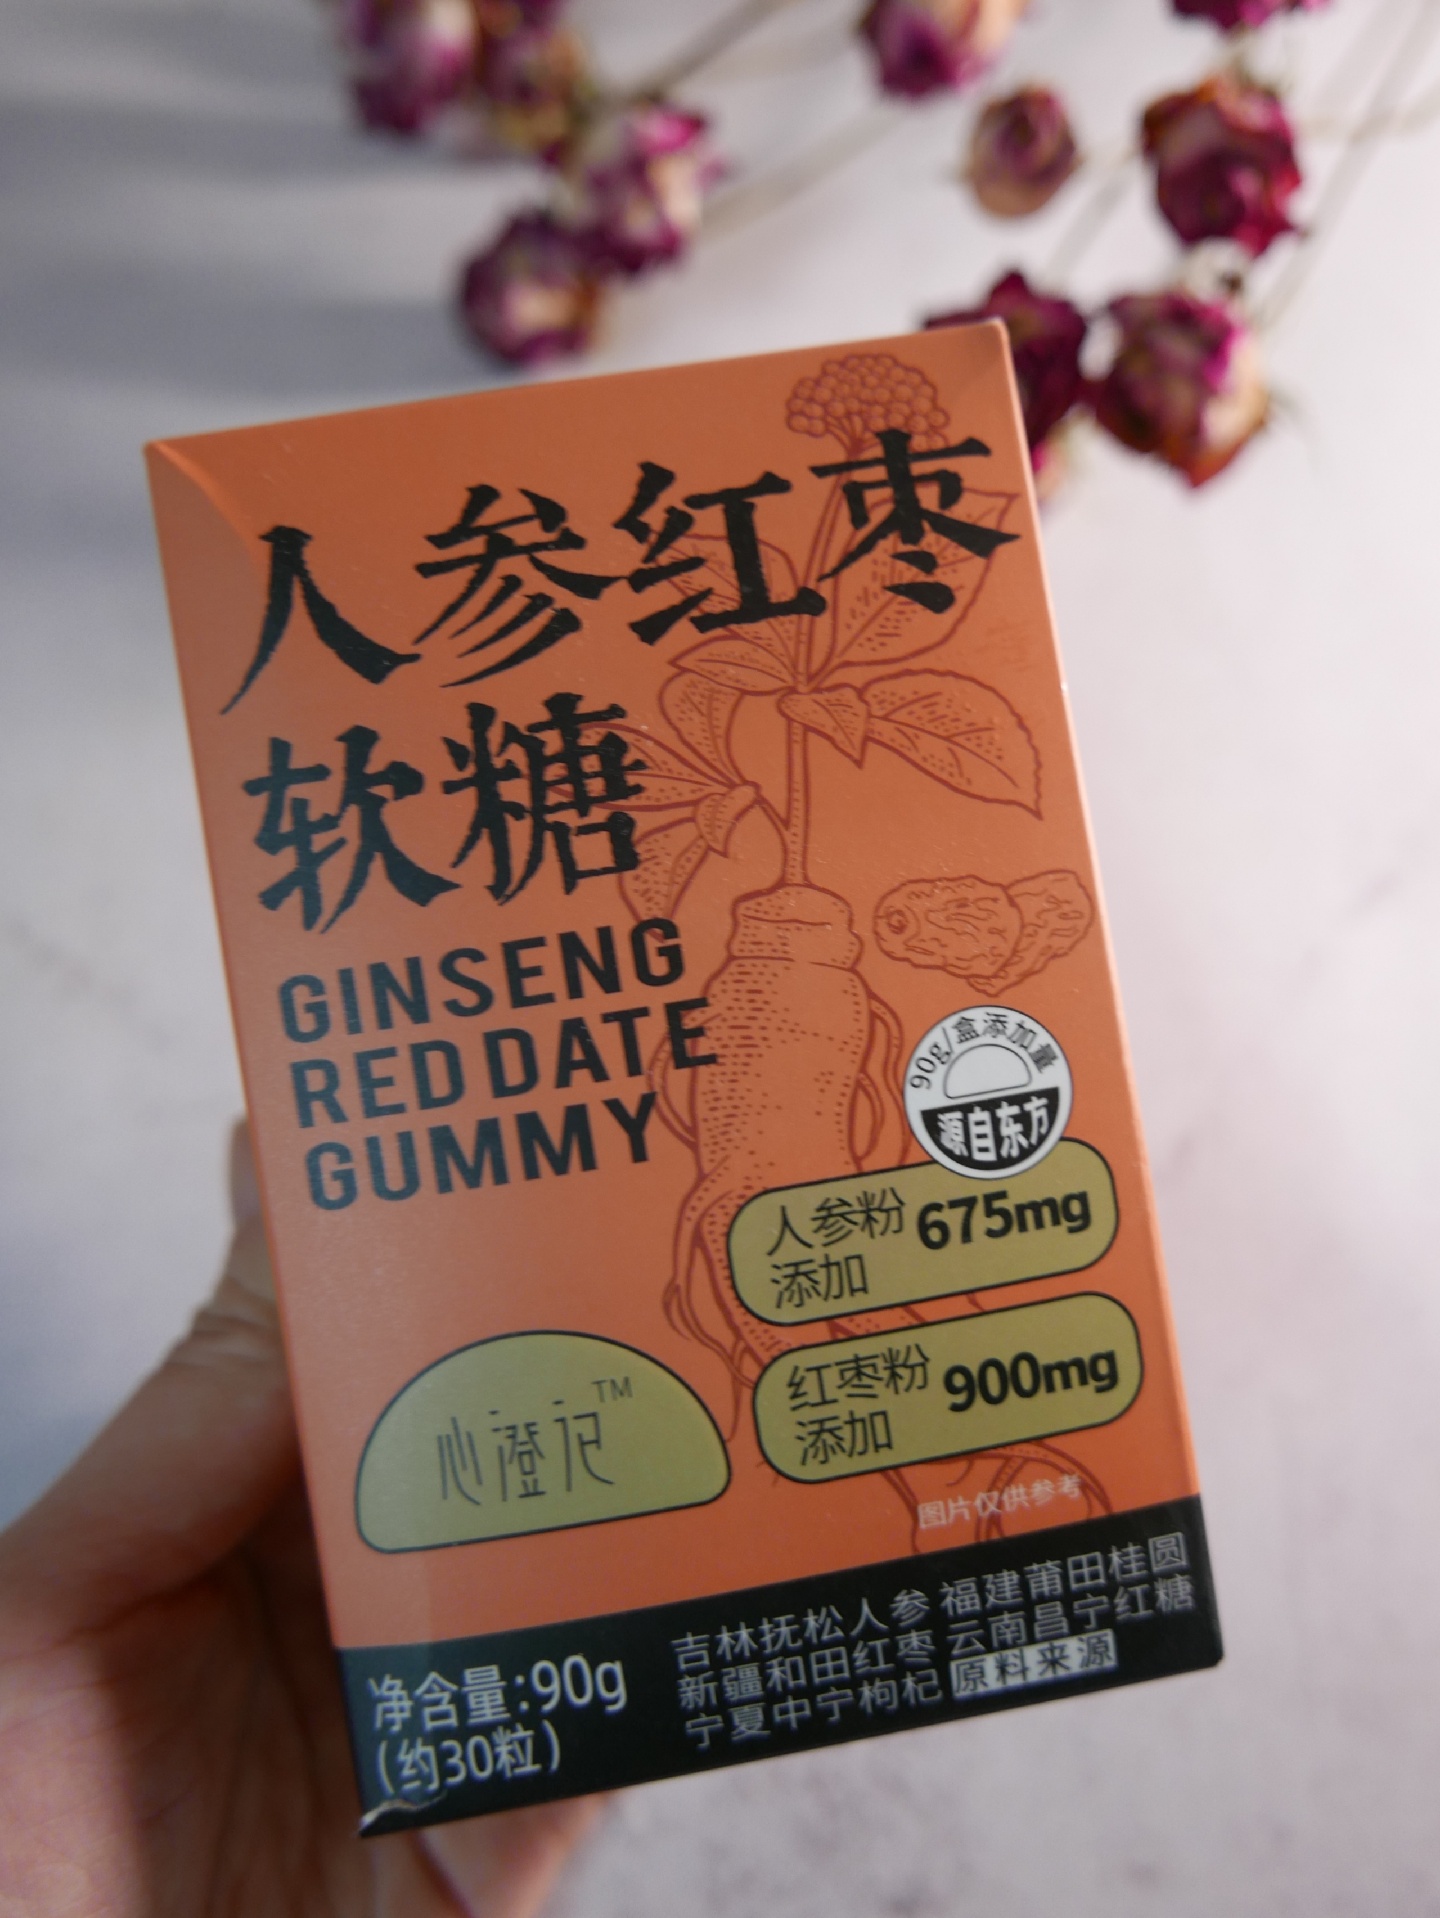 人参红枣
软糖
GINSENG
RED DATE
GUMMY
90g/盒添加量
源自东方
人参粉
添加
675mg
红枣粉
添加
900mg
心澄记™
图片仅供参考
净含量:90g
(约30粒)
吉林抚松人参 福建莆田桂圆
新疆和田红枣 云南昌宁红糖
宁夏中宁枸杞 原料来源